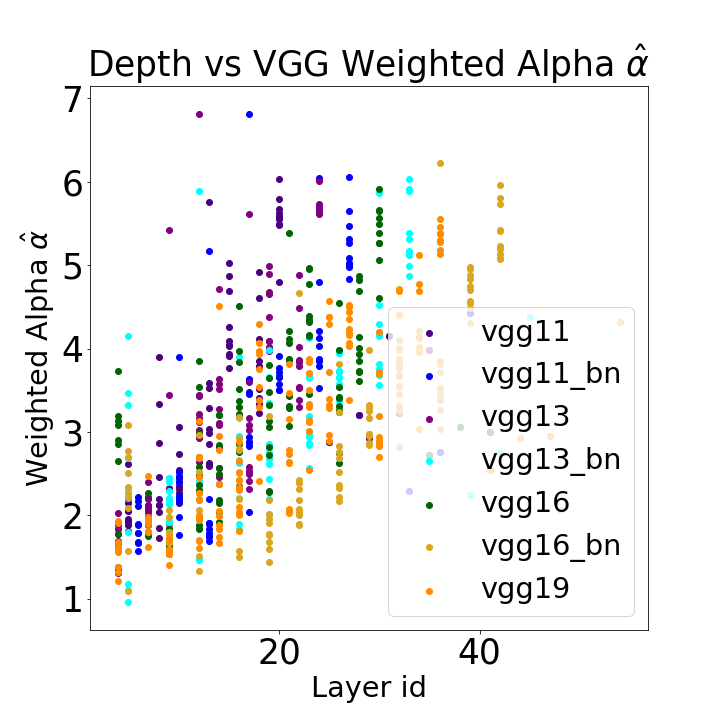 Depth vs VGG Weighted Alpha α̂
Weighted Alpha α̂
7
6
5
4
3
2
1
vgg11
vgg11_bn
vgg13
vgg13_bn
vgg16
vgg16_bn
vgg19
20 40
Layer id